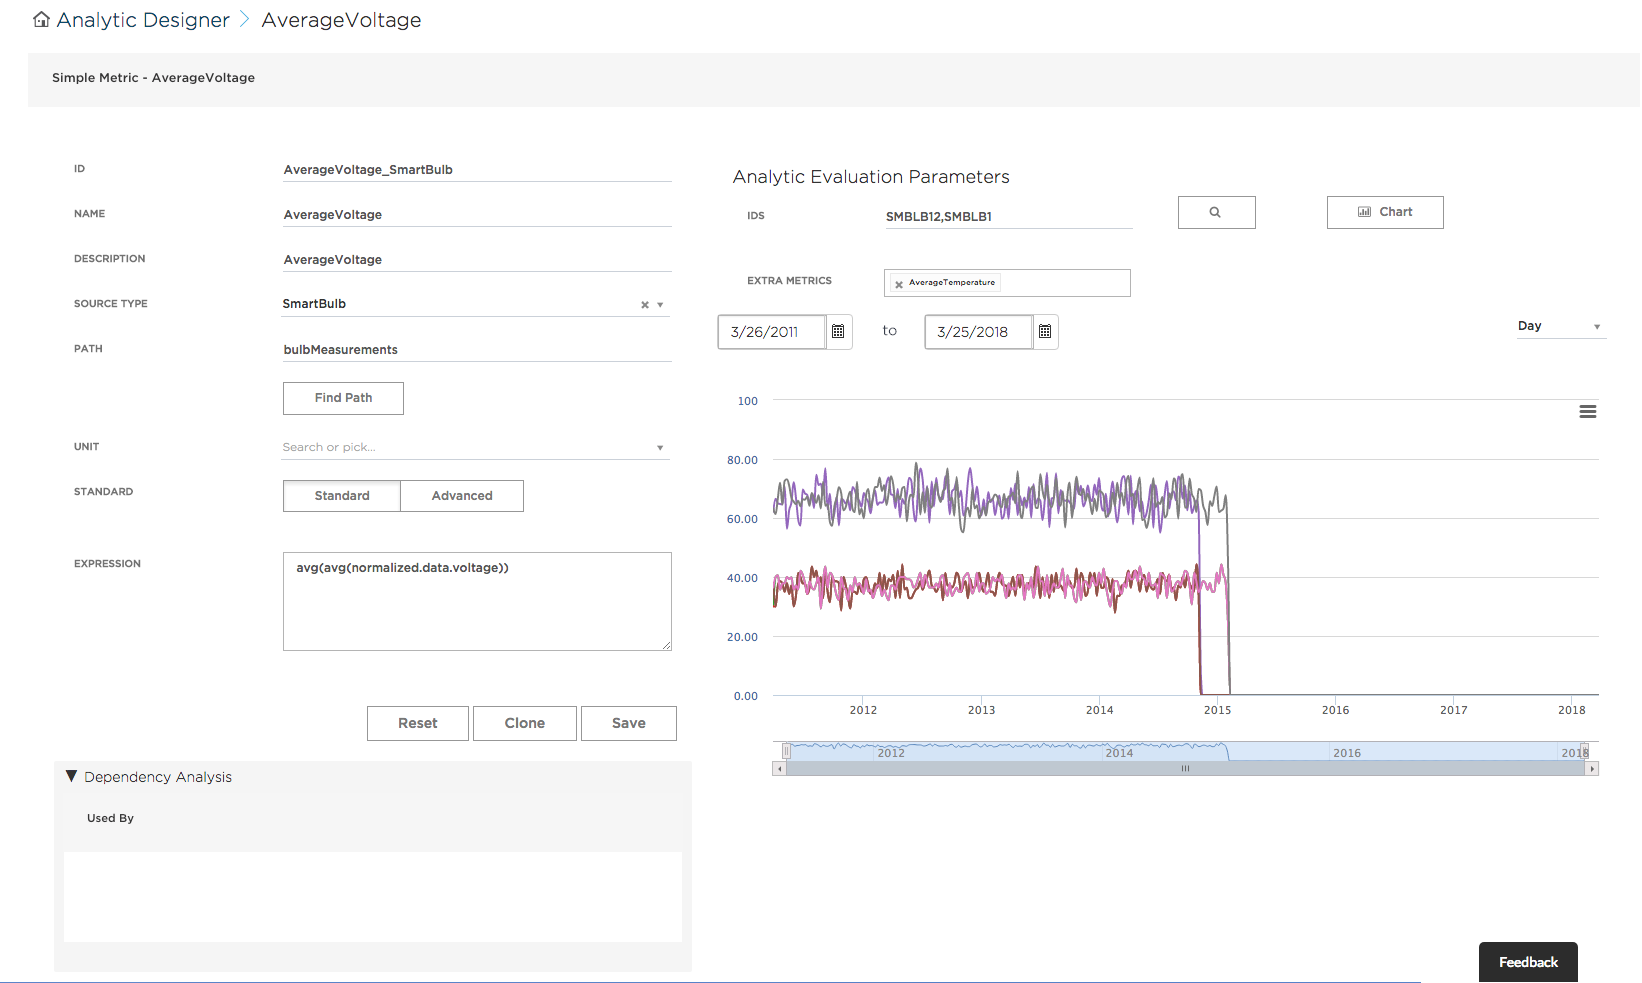 Analytic Designer > AverageVoltage
Simple Metric - AverageVoltage
ID AverageVoltage_SmartBulb
NAME AverageVoltage
DESCRIPTION AverageVoltage
SOURCE TYPE SmartBulb
PATH bulbMeasurements
Find Path
UNIT Search or pick...
STANDARD Standard Advanced
EXPRESSION avg(avg(normalized.data.voltage))
Reset Clone Save
Dependency Analysis
Used By
Analytic Evaluation Parameters
IDS SMBLB12,SMBLB1 Chart
EXTRA METRICS × AverageTemperature
3/26/2011 to 3/25/2018 Day
100
80.00
60.00
40.00
20.00
0.00
2012 2013 2014 2015 2016 2017 2018
2012 2014 2016 2018
Feedback